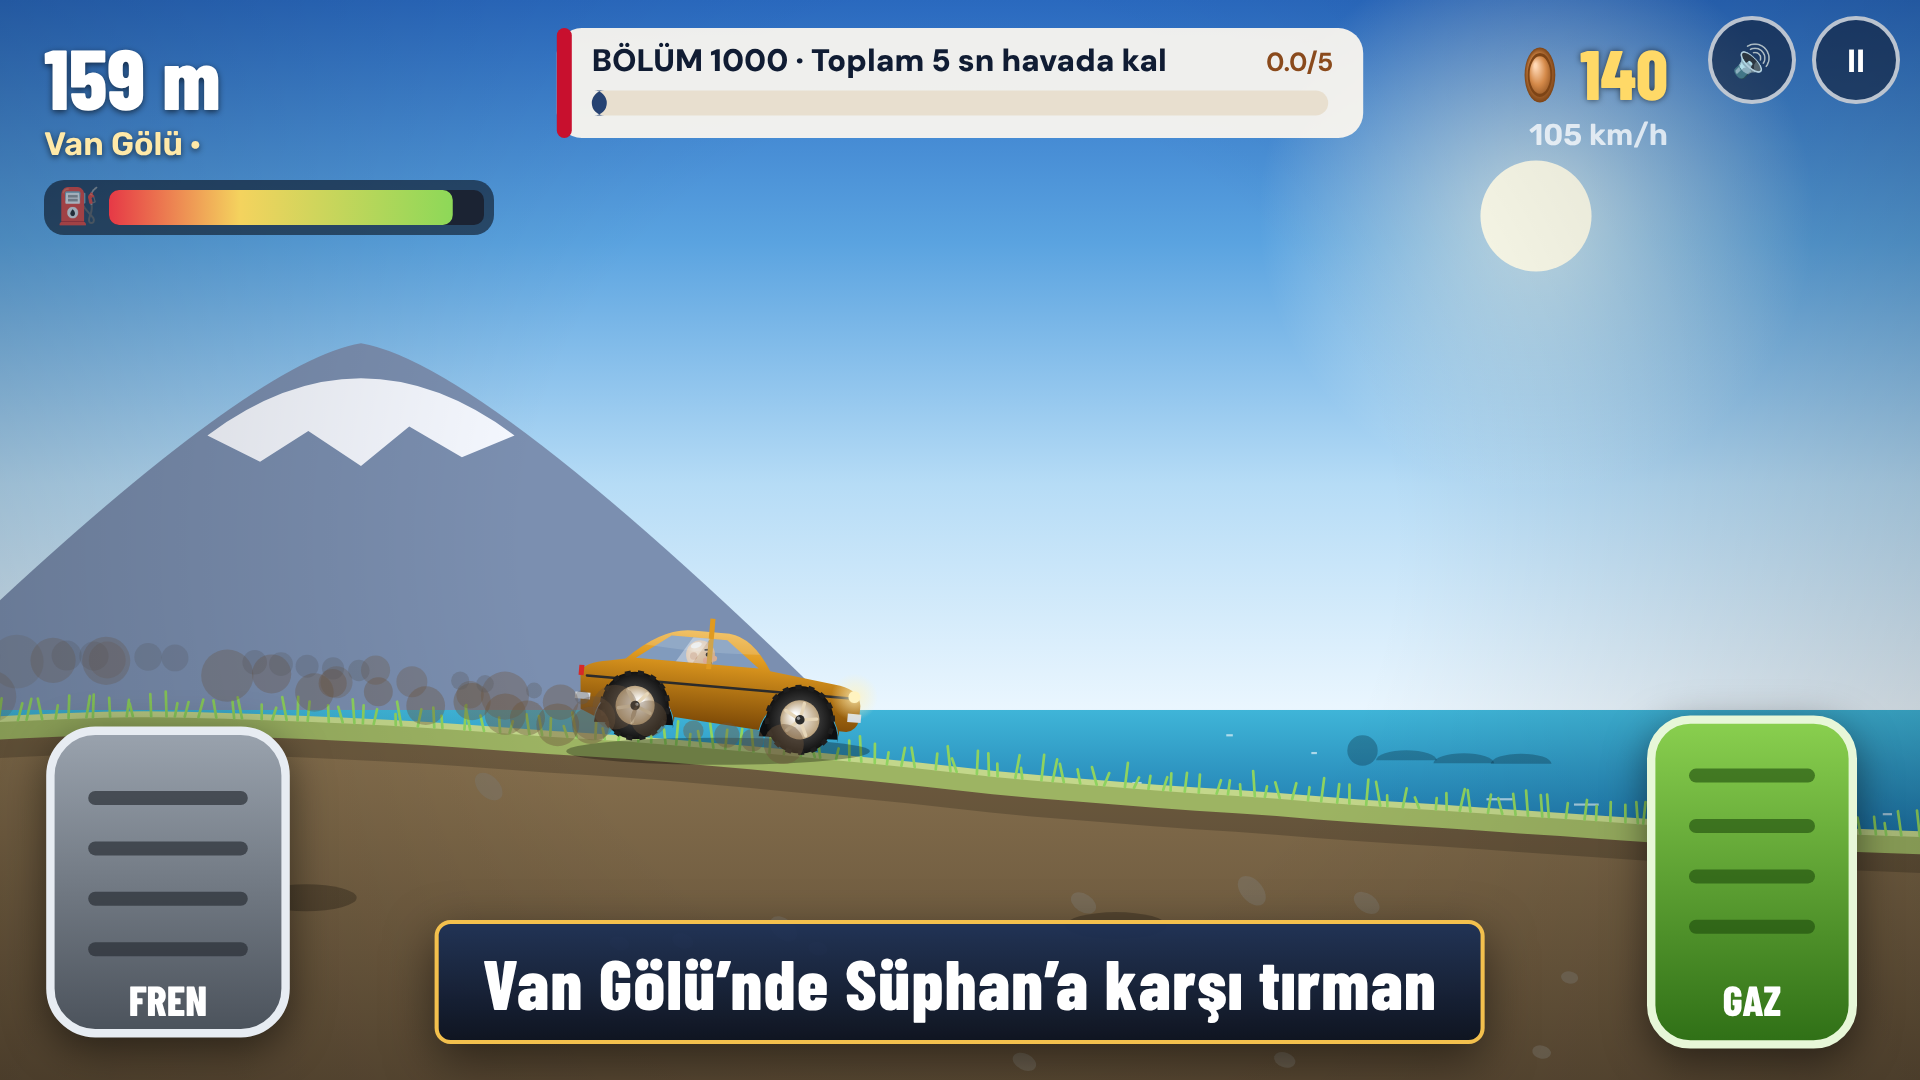 159 m
Van Gölü •
BÖLÜM 1000 · Toplam 5 sn havada kal
0.0/5
140
105 km/h
FREN
Van Gölü’nde Süphan’a karşı tırman
GAZ